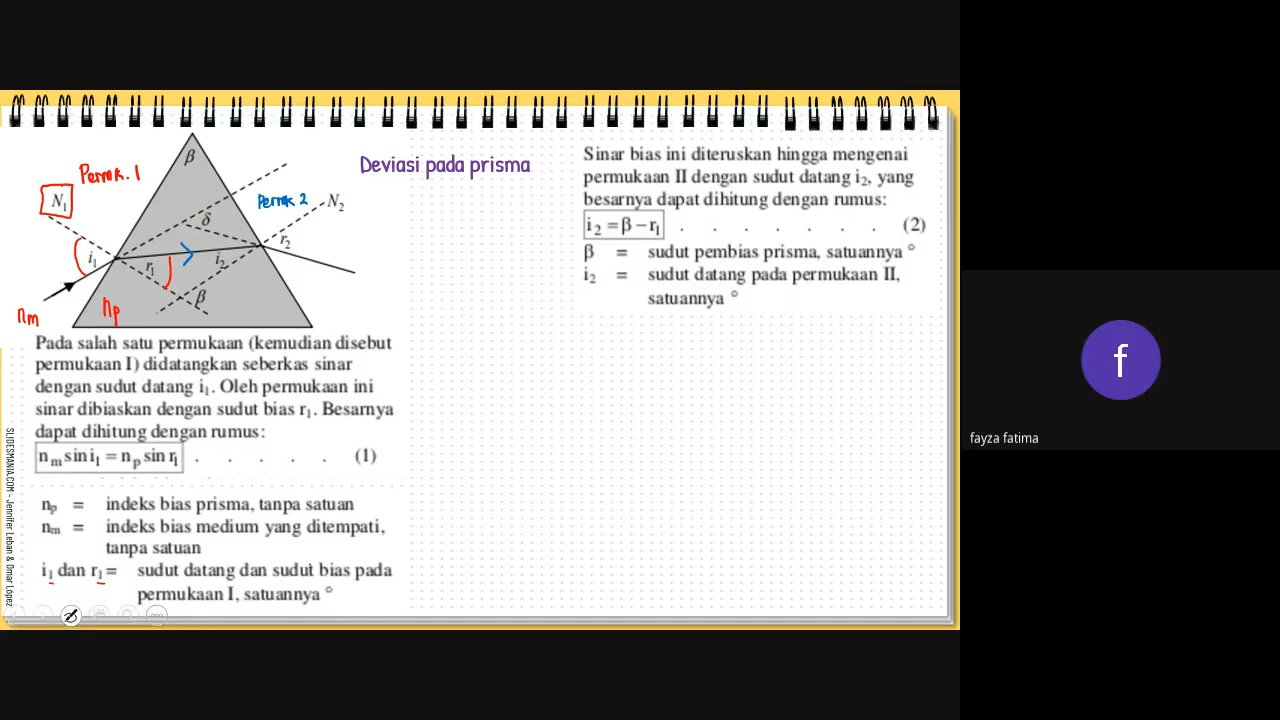 Deviasi pada prisma
β
Permk. 1
N₁
Permk 2
N₂
δ
i₁
r₁
i₂
r₂
β
nm
np
Pada salah satu permukaan (kemudian disebut
permukaan I) didatangkan seberkas sinar
dengan sudut datang i₁. Oleh permukaan ini
sinar dibiaskan dengan sudut bias r₁. Besarnya
dapat dihitung dengan rumus:
nₘ sin i₁ = nₚ sin r₁ . . . . . (1)
nₚ = indeks bias prisma, tanpa satuan
nₘ = indeks bias medium yang ditempati,
tanpa satuan
i₁ dan r₁ = sudut datang dan sudut bias pada
permukaan I, satuannya °
Sinar bias ini diteruskan hingga mengenai
permukaan II dengan sudut datang i₂, yang
besarnya dapat dihitung dengan rumus:
i₂ = β – r₁ . . . . . . . (2)
β = sudut pembias prisma, satuannya °
i₂ = sudut datang pada permukaan II,
satuannya °
SLIDESMANIA.COM - Jennifer Leban & Omar López
f
fayza fatima